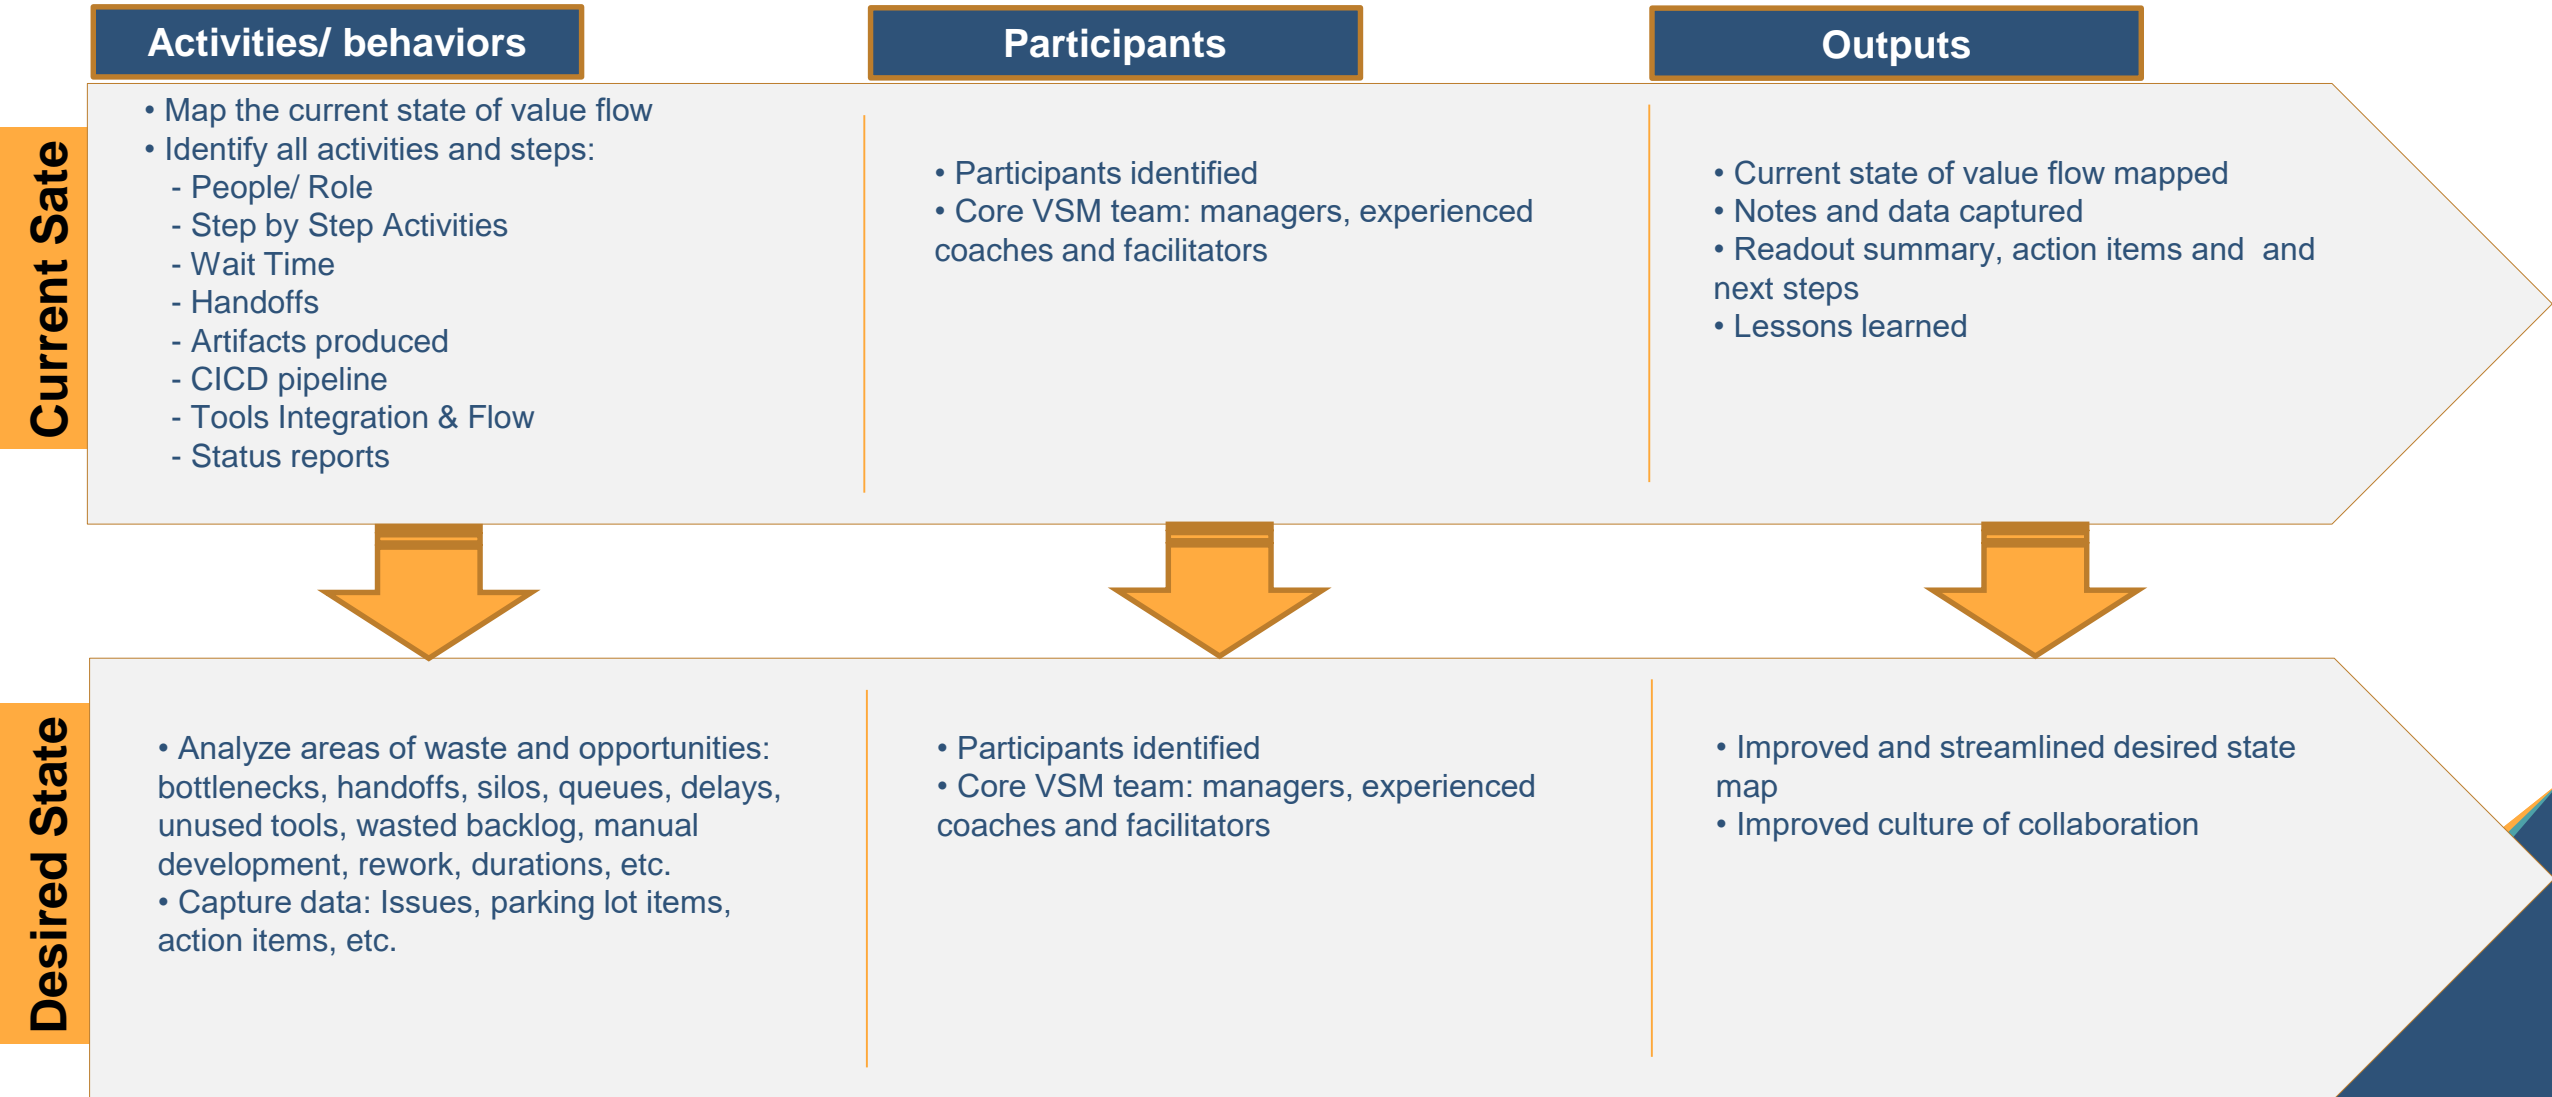 Activities/ behaviors
Participants
Outputs
Current Sate
• Map the current state of value flow
• Identify all activities and steps:
- People/ Role
- Step by Step Activities
- Wait Time
- Handoffs
- Artifacts produced
- CICD pipeline
- Tools Integration & Flow
- Status reports
• Participants identified
• Core VSM team: managers, experienced
coaches and facilitators
• Current state of value flow mapped
• Notes and data captured
• Readout summary, action items and  and
next steps
• Lessons learned
Desired State
• Analyze areas of waste and opportunities:
bottlenecks, handoffs, silos, queues, delays,
unused tools, wasted backlog, manual
development, rework, durations, etc.
• Capture data: Issues, parking lot items,
action items, etc.
• Participants identified
• Core VSM team: managers, experienced
coaches and facilitators
• Improved and streamlined desired state
map
• Improved culture of collaboration